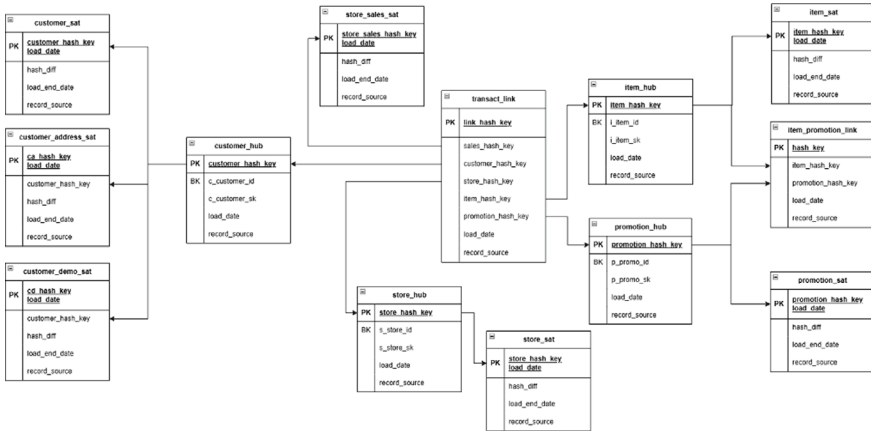 customer_sat
PK customer_hash_key
load_date
hash_diff
load_end_date
record_source
customer_address_sat
PK ca_hash_key
load_date
customer_hash_key
hash_diff
load_end_date
record_source
customer_demo_sat
PK cd_hash_key
load_date
customer_hash_key
hash_diff
load_end_date
record_source
customer_hub
PK customer_hash_key
BK c_customer_id
c_customer_sk
load_date
record_source
store_sales_sat
PK store_sales_hash_key
load_date
hash_diff
load_end_date
record_source
transact_link
PK link_hash_key
sales_hash_key
customer_hash_key
store_hash_key
item_hash_key
promotion_hash_key
load_date
record_source
store_hub
PK store_hash_key
BK s_store_id
s_store_sk
load_date
record_source
store_sat
PK store_hash_key
load_date
hash_diff
load_end_date
record_source
item_hub
PK item_hash_key
BK i_item_id
i_item_sk
load_date
record_source
promotion_hub
PK promotion_hash_key
BK p_promo_id
p_promo_sk
load_date
record_source
item_sat
PK item_hash_key
load_date
hash_diff
load_end_date
record_source
item_promotion_link
PK hash_key
item_hash_key
promotion_hash_key
load_date
record_source
promotion_sat
PK promotion_hash_key
load_date
hash_diff
load_end_date
record_source